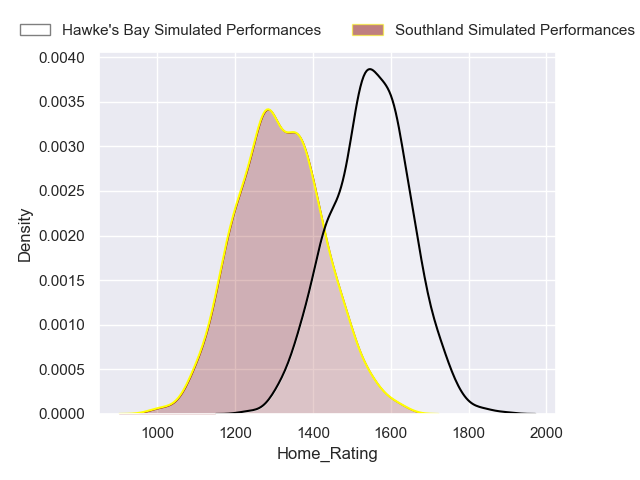 Hawke's Bay Simulated Performances
Southland Simulated Performances
0.0040
0.0035
0.0030
0.0025
0.0020
0.0015
0.0010
0.0005
0.0000
Density
1000 1200 1400 1600 1800 2000
Home_Rating